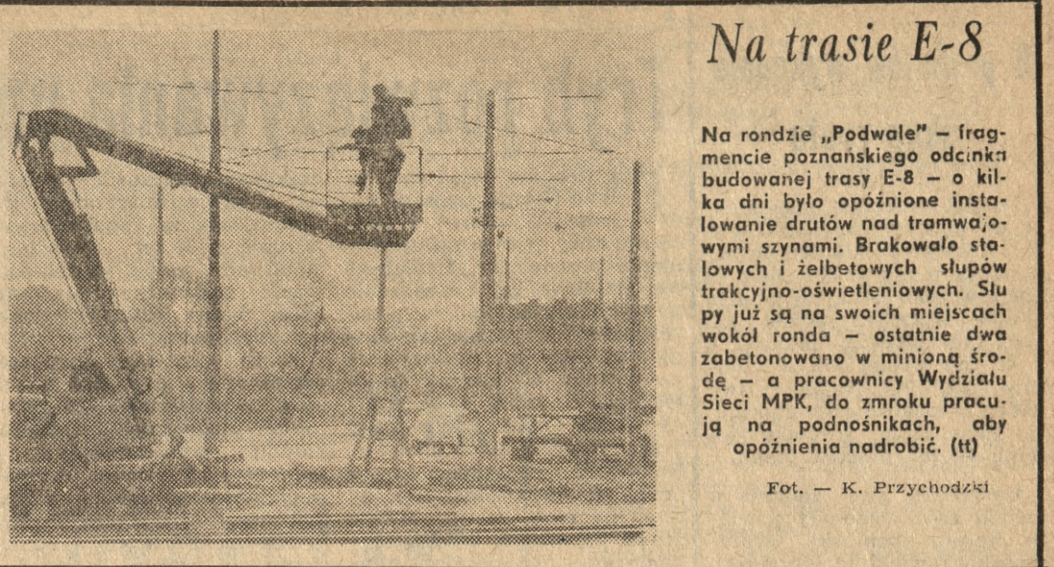 Na trasie E-8
Na rondzie „Podwale" — frag-
mencie poznańskiego odcinka
budowanej trasy E-8 — o kil-
ka dni było opóźnione insta-
lowanie drutów nad tramwajo-
wymi szynami. Brakowało sta-
lowych i żelbetowych słupów
trakcyjno-oświetleniowych. Słu
py już są na swoich miejscach
wokół ronda — ostatnie dwa
zabetonowano w minioną śro-
dę — a pracownicy Wydziału
Sieci MPK, do zmroku pracu-
ją na podnośnikach, aby
opóźnienia nadrobić. (tt)
Fot. — K. Przychodzki